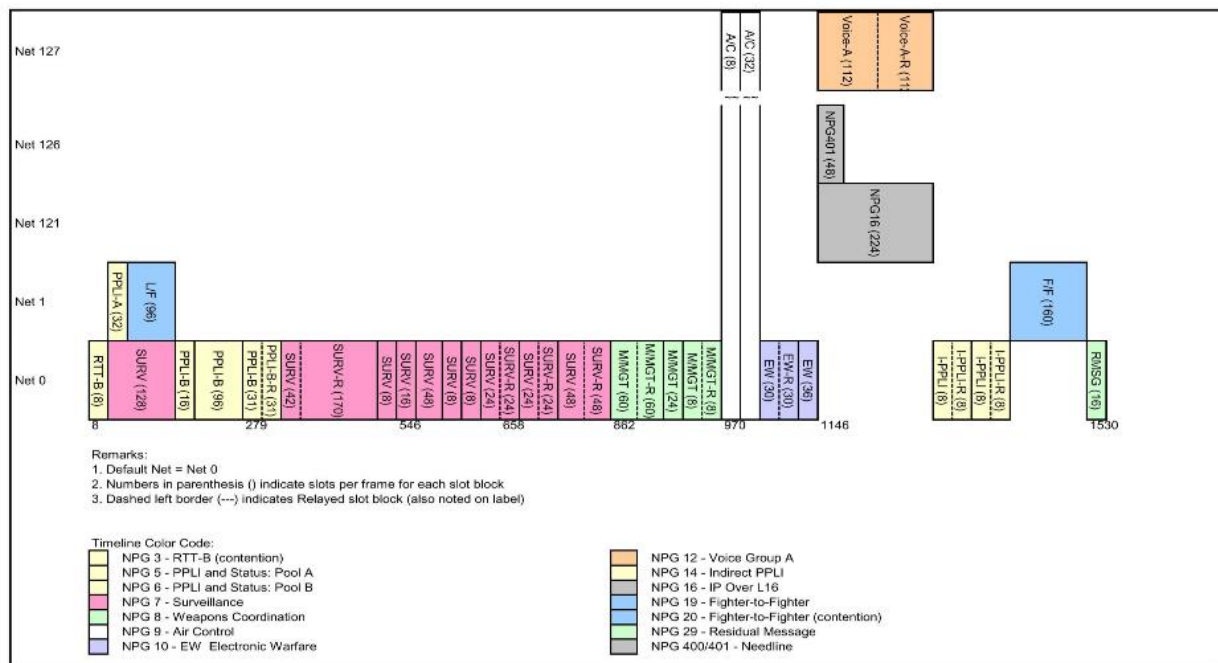 Net 127
Net 126
Net 121
Net 1
Net 0
A/C (8)
A/C (32)
Voice-A (112)
Voice-A-R (112
NPG401 (48)
NPG16 (224)
PPLI-A (32)
L/F (96)
F/F (160)
RTT-B (8)
SURV (128)
PPLI-B (16)
PPLI-B (96)
PPLI-B (31)
PPLI-B-R (31)
SURV (42)
SURV-R (170)
SURV (8)
SURV (16)
SURV (48)
SURV (8)
SURV (8)
SURV (24)
SURV-R (24)
SURV (24)
SURV-R (24)
SURV (48)
SURV-R (48)
M/MGT (60)
M/MGT-R (60)
M/MGT (24)
M/MGT (8)
M/MGT-R (8)
EW (30)
EW-R (30)
EW (36)
I-PPLI (8)
I-PPLI-R (8)
I-PPLI (8)
I-PPLI-R (8)
RMSG (16)
8 279 546 658 862 970 1146 1530
Remarks:
1. Default Net = Net 0
2. Numbers in parenthesis () indicate slots per frame for each slot block
3. Dashed left border (---) indicates Relayed slot block (also noted on label)
Timeline Color Code:
NPG 3 - RTT-B (contention)
NPG 5 - PPLI and Status: Pool A
NPG 6 - PPLI and Status: Pool B
NPG 7 - Surveillance
NPG 8 - Weapons Coordination
NPG 9 - Air Control
NPG 10 - EW Electronic Warfare
NPG 12 - Voice Group A
NPG 14 - Indirect PPLI
NPG 16 - IP Over L16
NPG 19 - Fighter-to-Fighter
NPG 20 - Fighter-to-Fighter (contention)
NPG 29 - Residual Message
NPG 400/401 - Needline